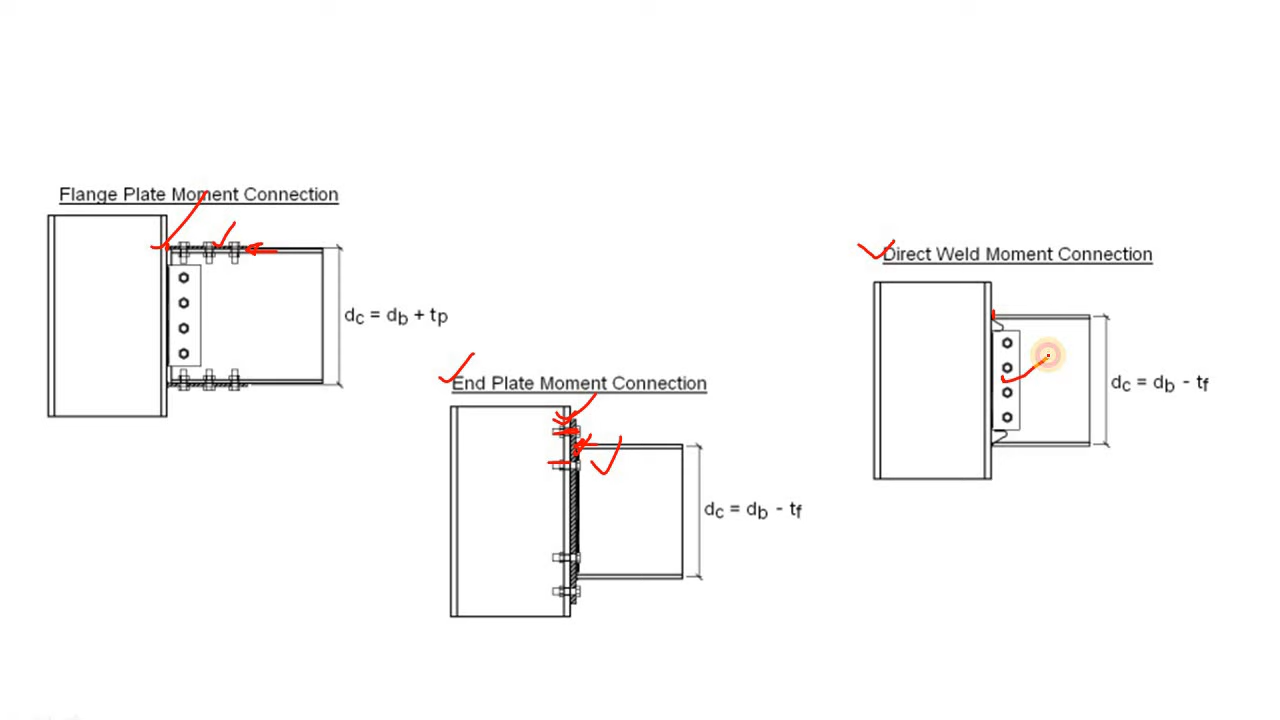 Flange Plate Moment Connection
dc = db + tp
End Plate Moment Connection
dc = db - tf
Direct Weld Moment Connection
dc = db - tf